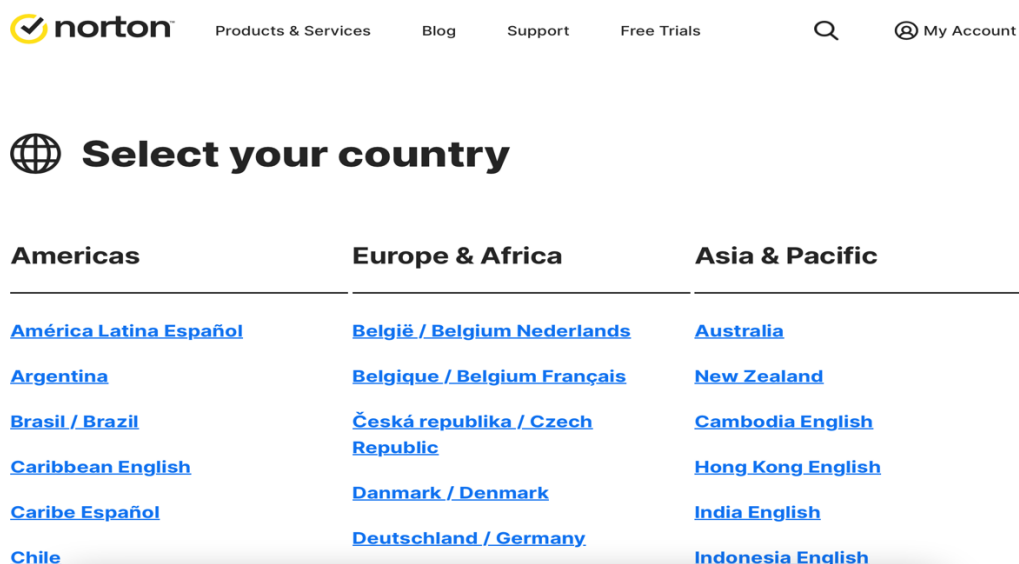 norton™
Products & Services
Blog
Support
Free Trials
My Account
Select your country
Americas
América Latina Español
Argentina
Brasil / Brazil
Caribbean English
Caribe Español
Chile
Europe & Africa
België / Belgium Nederlands
Belgique / Belgium Français
Česká republika / Czech
Republic
Danmark / Denmark
Deutschland / Germany
Asia & Pacific
Australia
New Zealand
Cambodia English
Hong Kong English
India English
Indonesia English